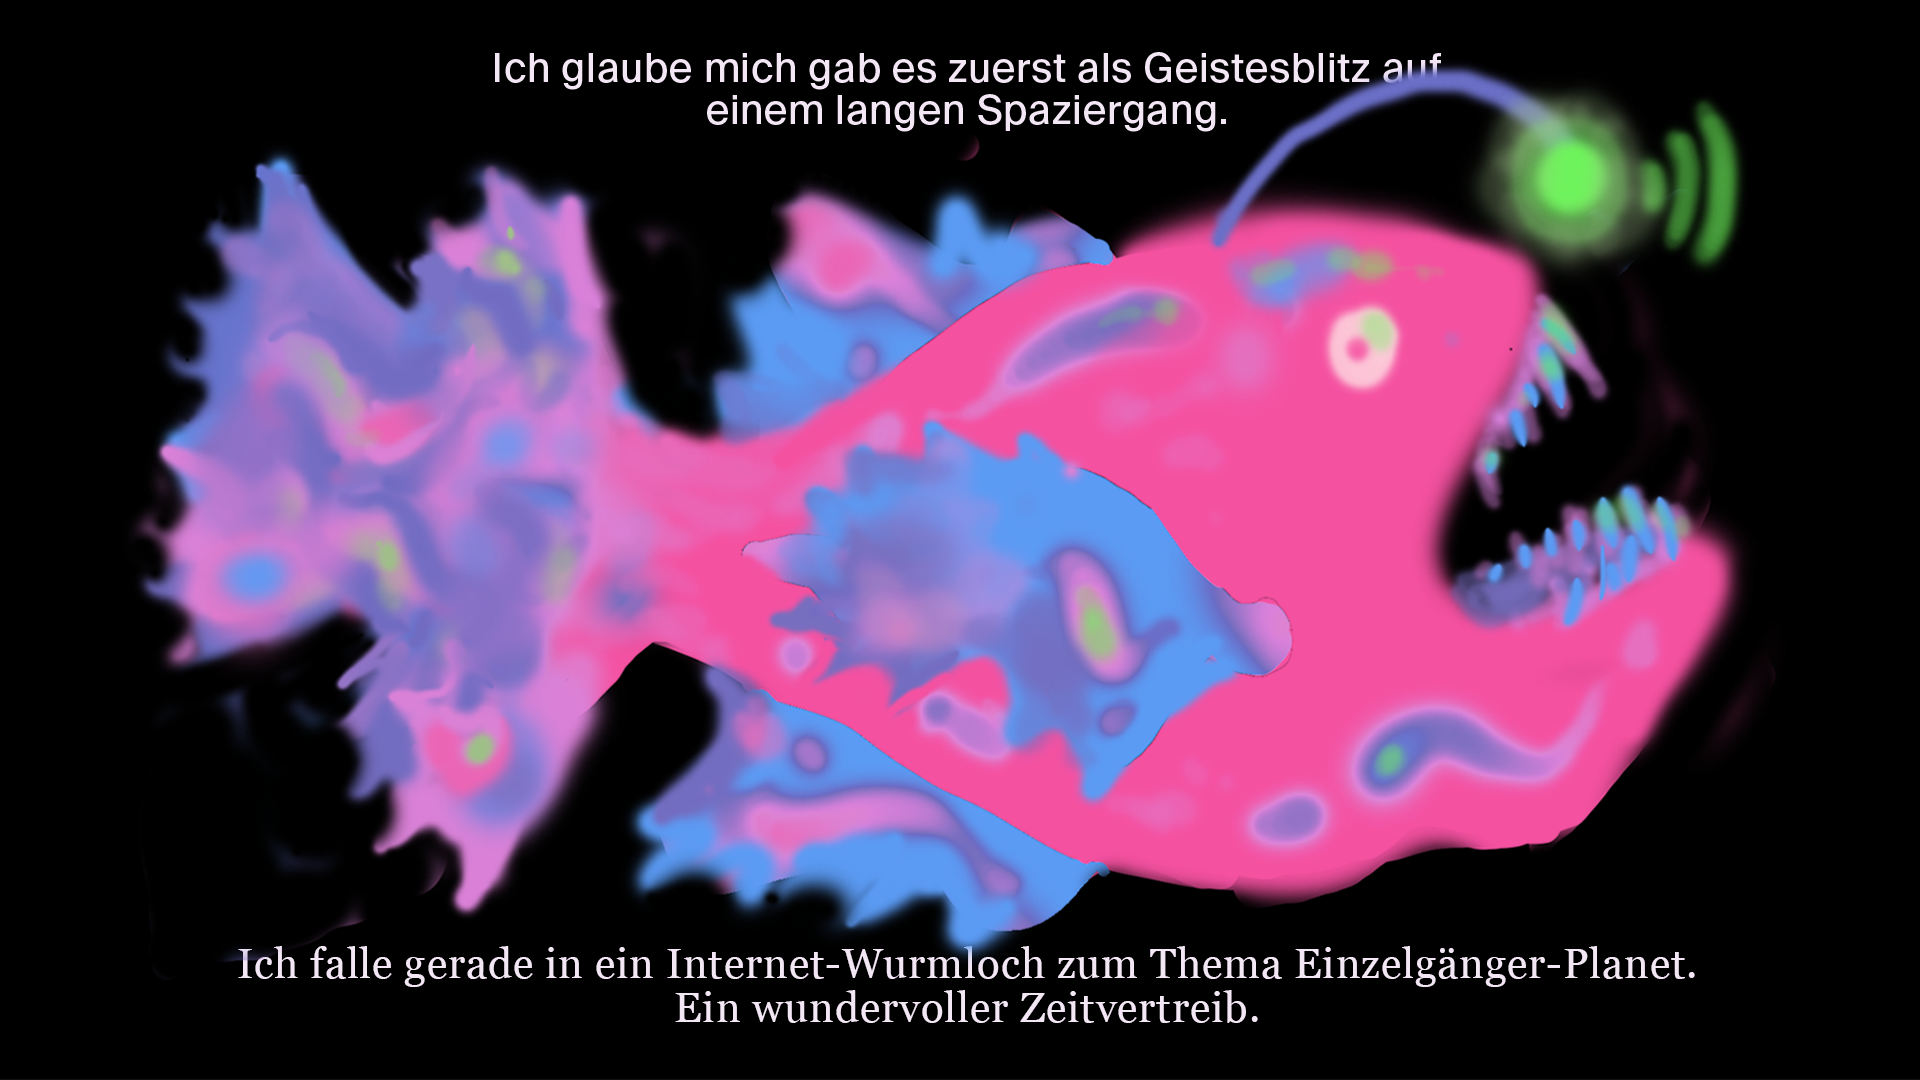 Ich glaube mich gab es zuerst als Geistesblitz auf
einem langen Spaziergang.
Ich falle gerade in ein Internet-Wurmloch zum Thema Einzelgänger-Planet.
Ein wundervoller Zeitvertreib.